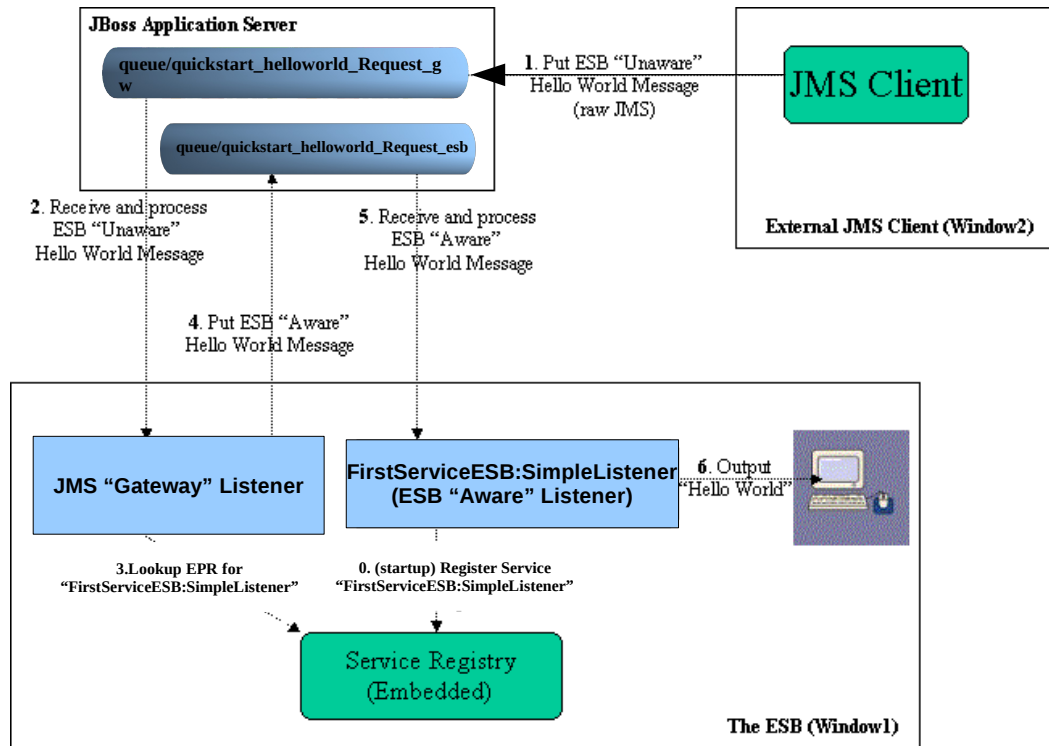 JBoss Application Server
queue/quickstart_helloworld_Request_g
w
queue/quickstart_helloworld_Request_esb
1. Put ESB “Unaware”
Hello World Message
(raw JMS)
JMS Client
External JMS Client (Window2)
2. Receive and process
ESB “Unaware”
Hello World Message
5. Receive and process
ESB “Aware”
Hello World Message
4. Put ESB “Aware”
Hello World Message
JMS “Gateway” Listener
FirstServiceESB:SimpleListener
(ESB “Aware” Listener)
6. Output
“Hello World”
3.Lookup EPR for
“FirstServiceESB:SimpleListener”
0. (startup) Register Service
“FirstServiceESB:SimpleListener”
Service Registry
(Embedded)
The ESB (Window1)